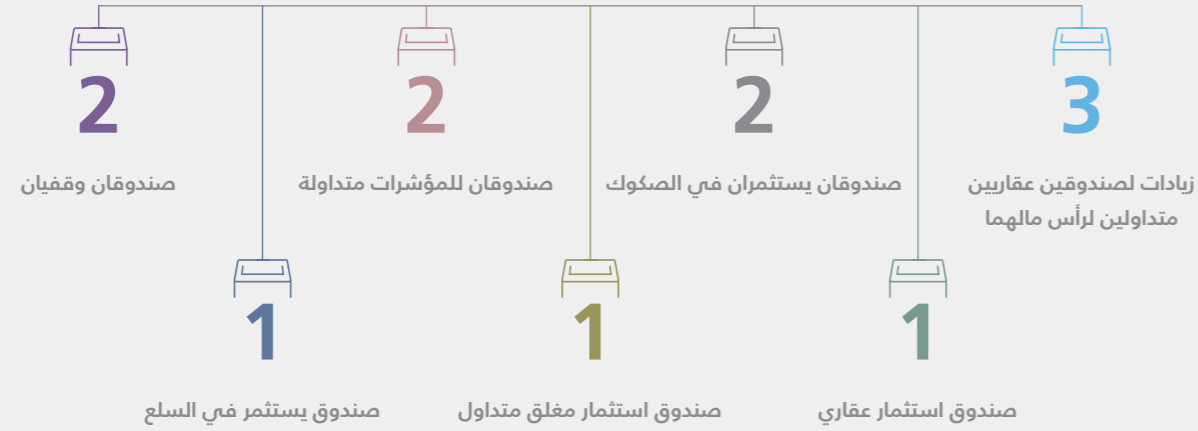 3
زيادات لصندوقين عقاريين
متداولين لرأس مالهما
2
صندوقان يستثمران في الصكوك
2
صندوقان للمؤشرات متداولة
2
صندوقان وقفيان
1
صندوق استثمار عقاري
1
صندوق استثمار مغلق متداول
1
صندوق يستثمر في السلع